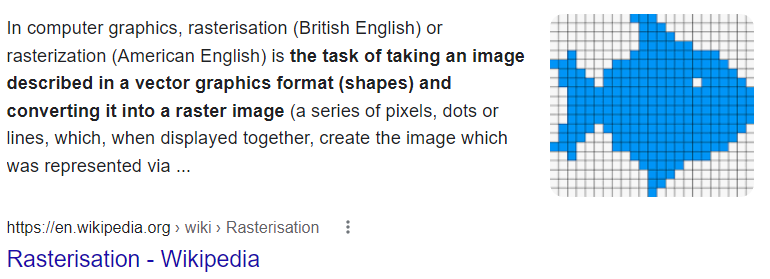 In computer graphics, rasterisation (British English) or
rasterization (American English) is the task of taking an image
described in a vector graphics format (shapes) and
converting it into a raster image (a series of pixels, dots or
lines, which, when displayed together, create the image which
was represented via ...
https://en.wikipedia.org › wiki › Rasterisation
Rasterisation - Wikipedia